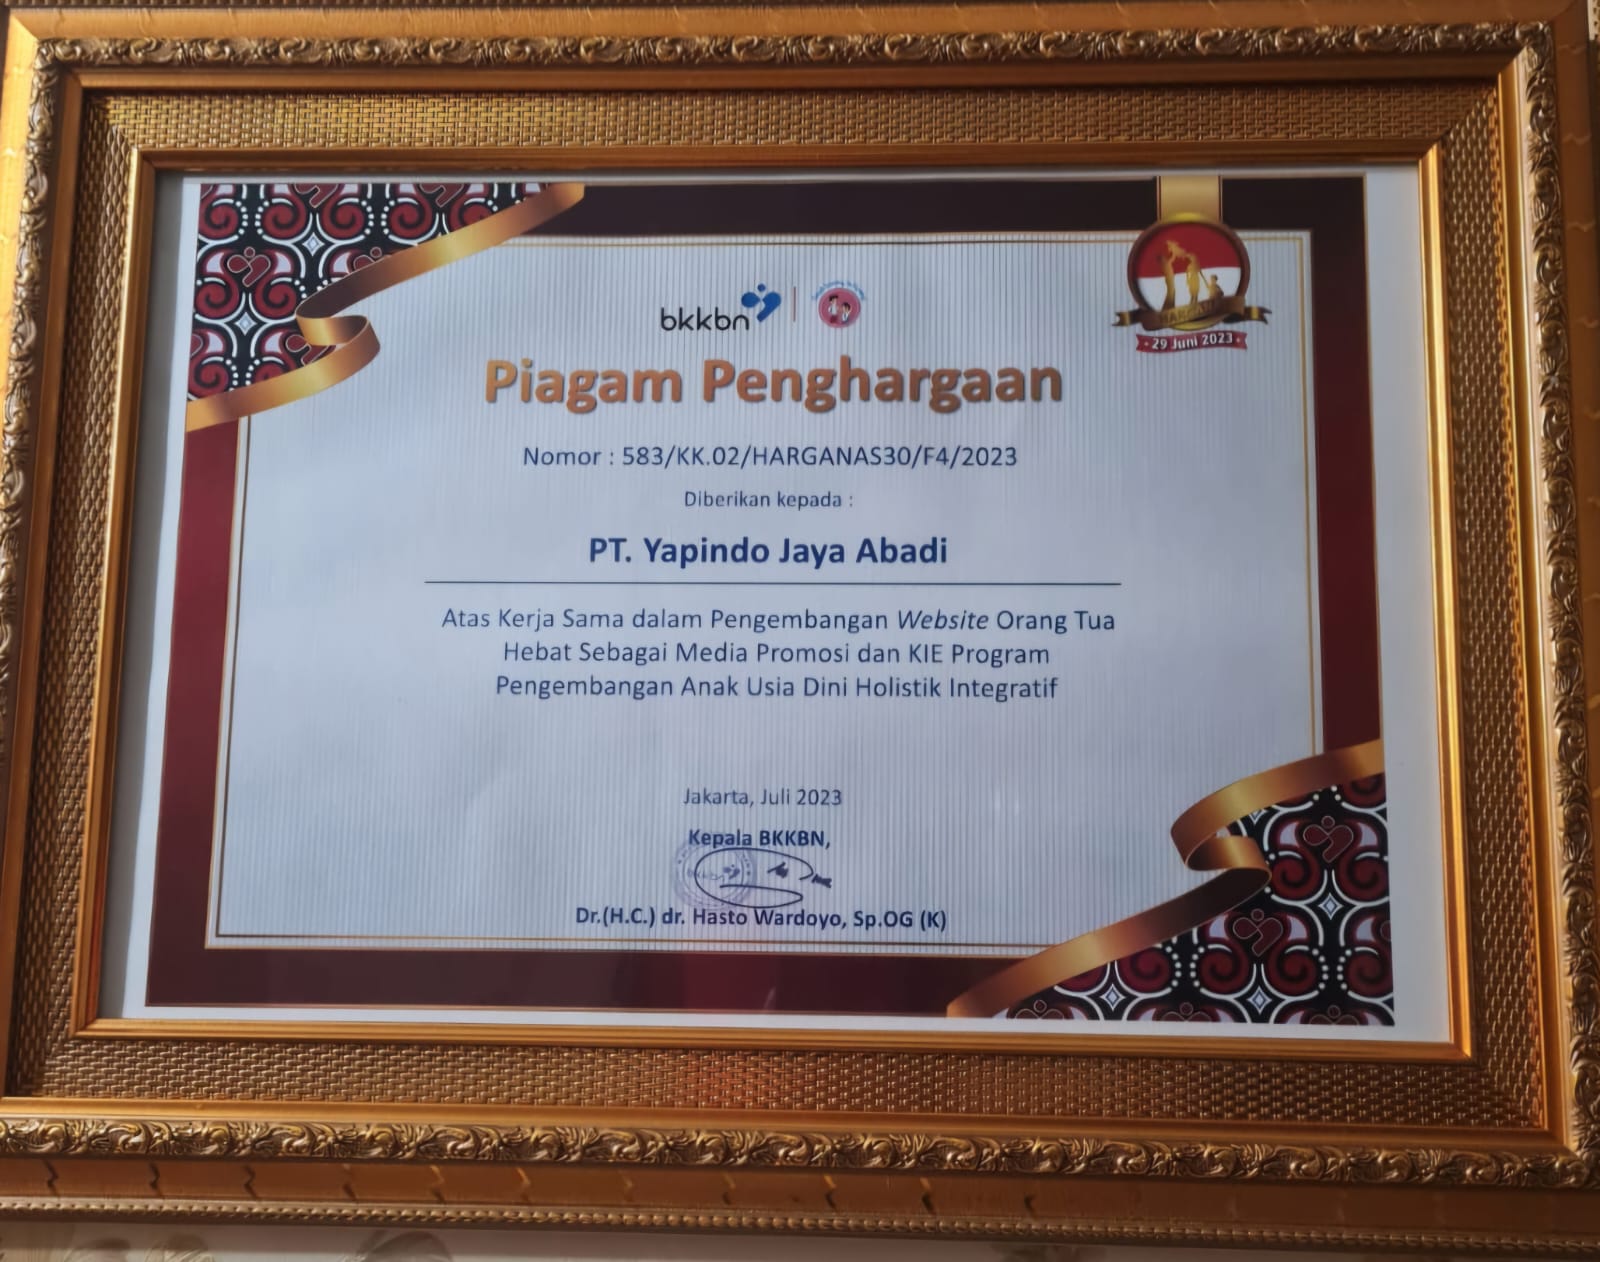 bkkbn
29 Juni 2023
Piagam Penghargaan
Nomor : 583/KK.02/HARGANAS30/F4/2023
Diberikan kepada :
PT. Yapindo Jaya Abadi
Atas Kerja Sama dalam Pengembangan Website Orang Tua
Hebat Sebagai Media Promosi dan KIE Program
Pengembangan Anak Usia Dini Holistik Integratif
Jakarta, Juli 2023
Kepala BKKBN,
Dr.(H.C.) dr. Hasto Wardoyo, Sp.OG (K)